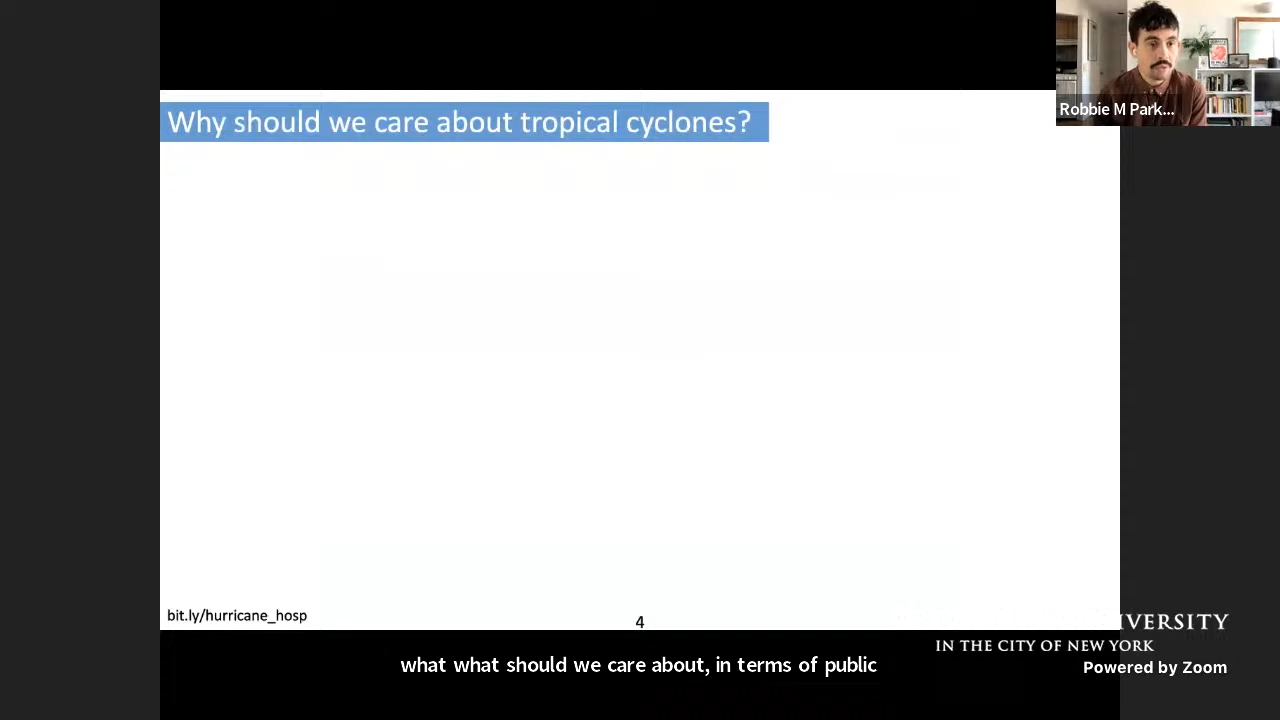 Robbie M Park...
Why should we care about tropical cyclones?
bit.ly/hurricane_hosp
4
IVERSITY
IN THE CITY OF NEW YORK
what what should we care about, in terms of public
Powered by Zoom